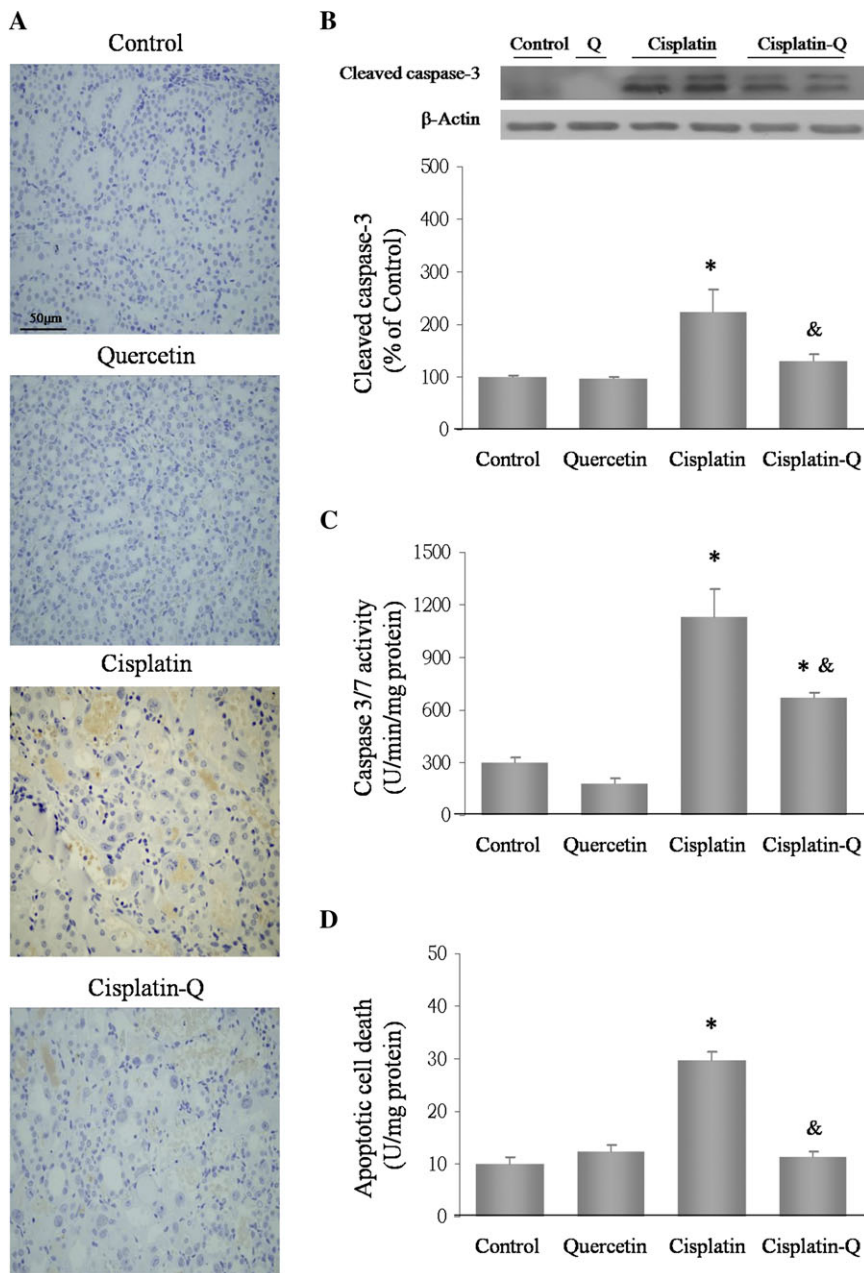 A
Control
50µm
Quercetin
Cisplatin
Cisplatin-Q
B
Control Q Cisplatin Cisplatin-Q
Cleaved caspase-3
β-Actin
Cleaved caspase-3
(% of Control)
500
400
300
200
100
0
*
&
Control Quercetin Cisplatin Cisplatin-Q
C
Caspase 3/7 activity
(U/min/mg protein)
1500
1200
900
600
300
0
*
* &
Control Quercetin Cisplatin Cisplatin-Q
D
Apoptotic cell death
(U/mg protein)
50
40
30
20
10
0
*
&
Control Quercetin Cisplatin Cisplatin-Q